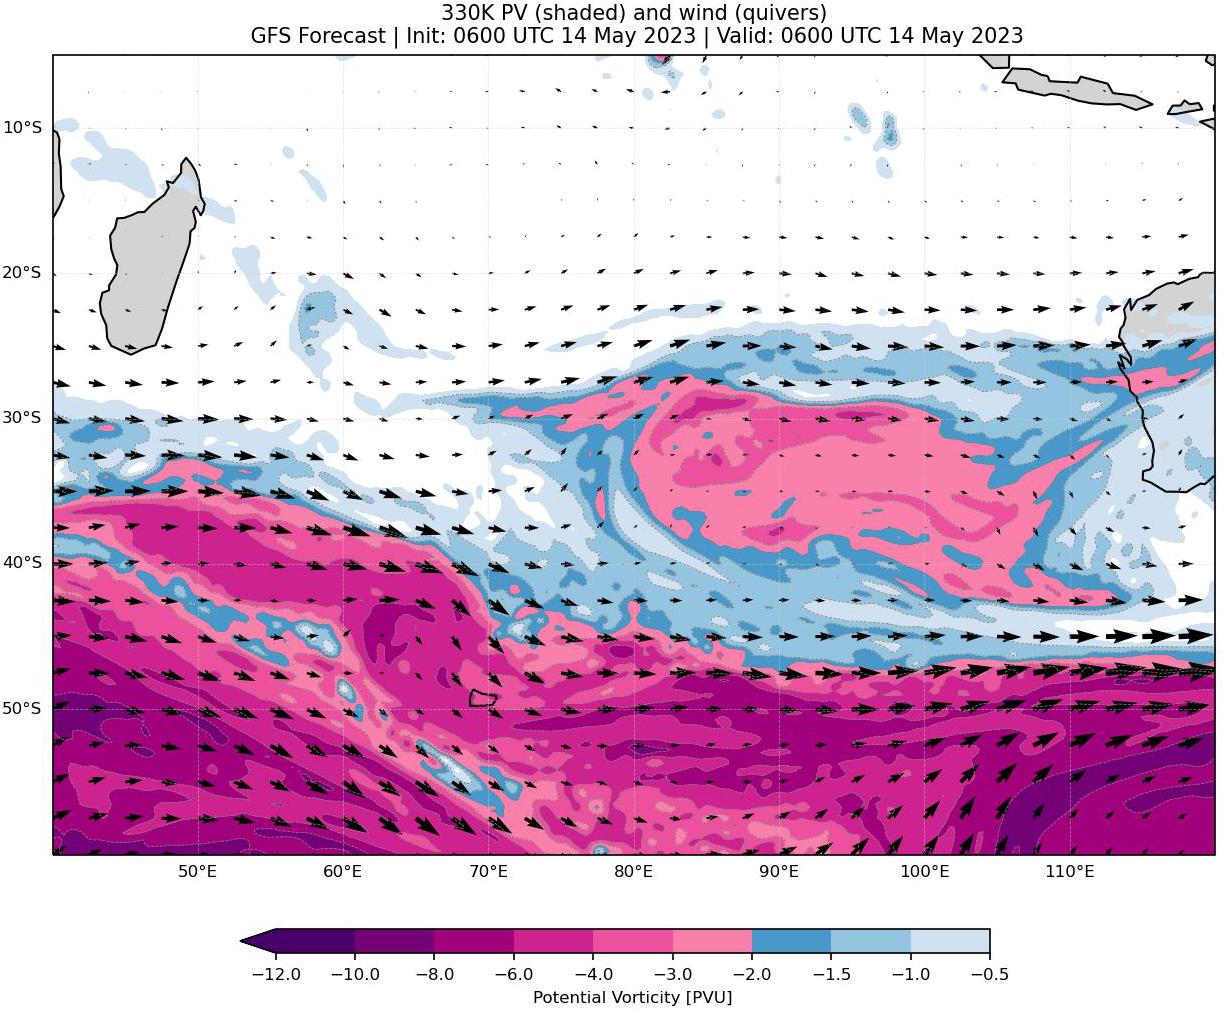 330K PV (shaded) and wind (quivers)
GFS Forecast | Init: 0600 UTC 14 May 2023 | Valid: 0600 UTC 14 May 2023
10°S
20°S
30°S
40°S
50°S
50°E 60°E 70°E 80°E 90°E 100°E 110°E
−12.0 −10.0 −8.0 −6.0 −4.0 −3.0 −2.0 −1.5 −1.0 −0.5
Potential Vorticity [PVU]